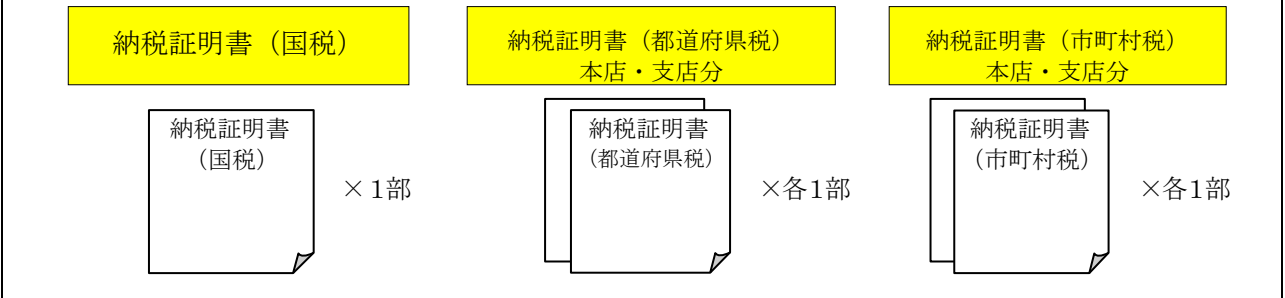 納税証明書（国税）
納税証明書（都道府県税）
本店・支店分
納税証明書（市町村税）
本店・支店分
納税証明書
（国税）
×１部
納税証明書
（都道府県税）
×各１部
納税証明書
（市町村税）
×各１部